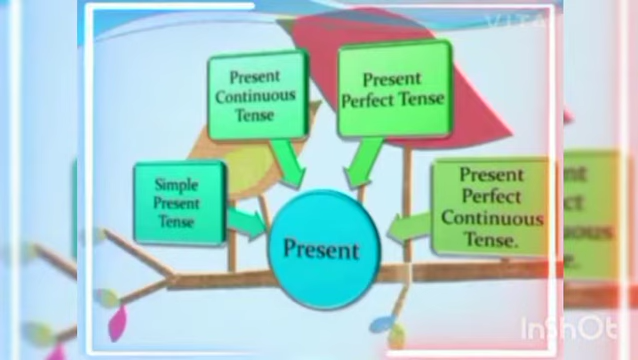 Present
Continuous
Tense
Present
Perfect Tense
Simple
Present
Tense
Present
Perfect
Continuous
Tense.
Present
InShOt